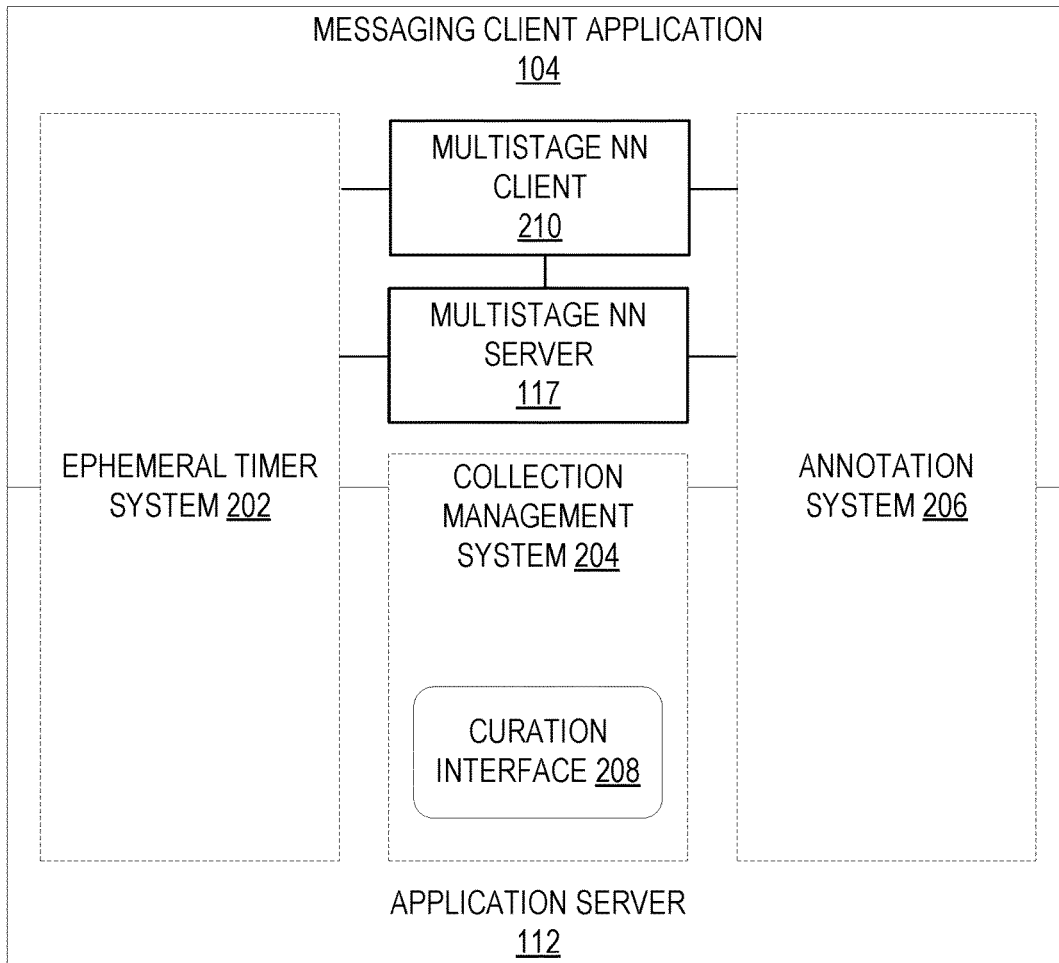 MESSAGING CLIENT APPLICATION
104
MULTISTAGE NN
CLIENT
210
MULTISTAGE NN
SERVER
117
EPHEMERAL TIMER
SYSTEM 202
COLLECTION
MANAGEMENT
SYSTEM 204
ANNOTATION
SYSTEM 206
CURATION
INTERFACE 208
APPLICATION SERVER
112